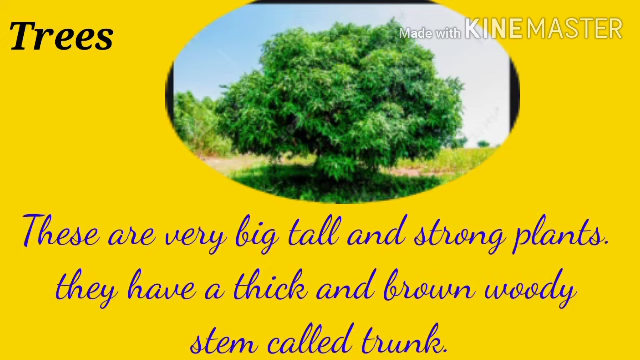 Trees
Made with KINEMASTER
These are very big tall and strong plants.
they have a thick and brown woody
stem called trunk.